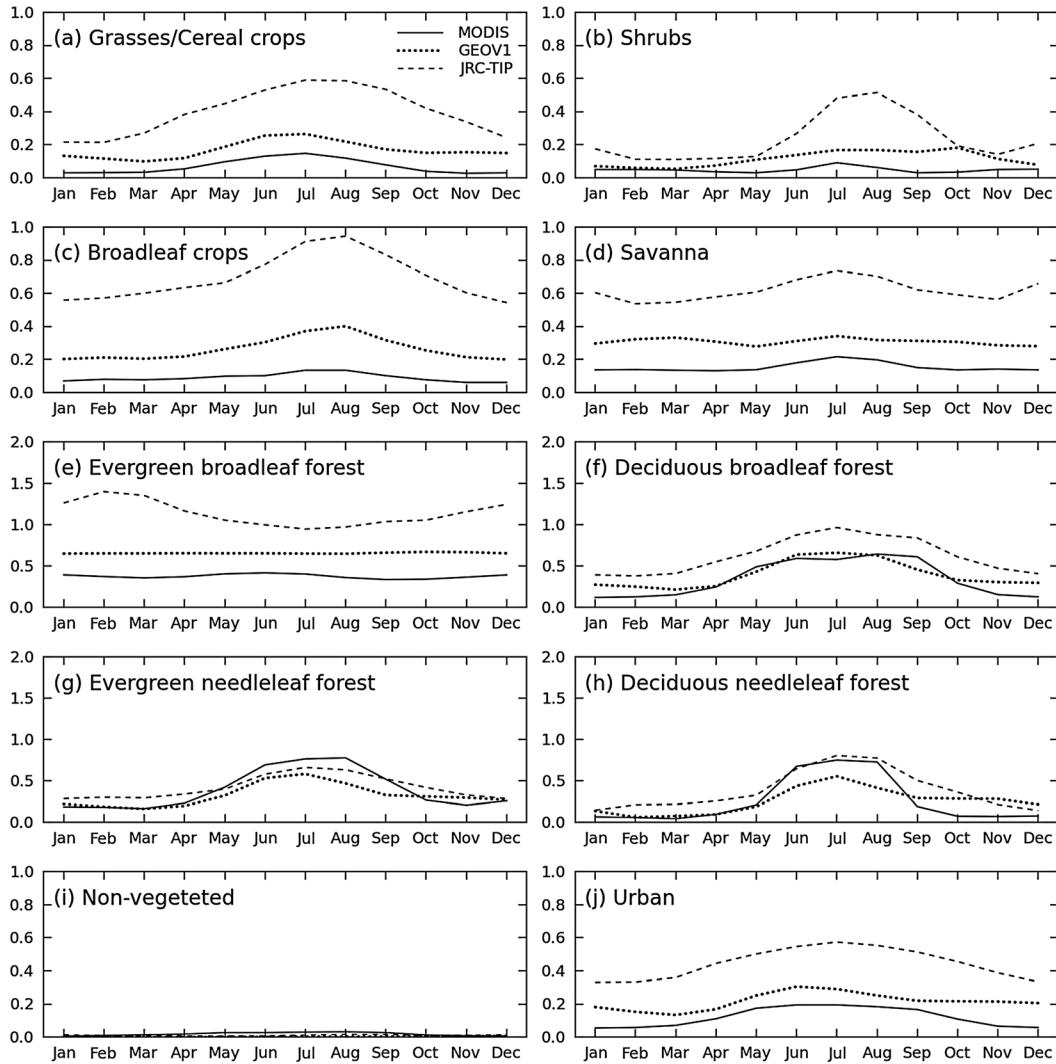 (a) Grasses/Cereal crops
MODIS
GEOV1
JRC-TIP
1.0
0.8
0.6
0.4
0.2
0.0
Jan Feb Mar Apr May Jun Jul Aug Sep Oct Nov Dec
(b) Shrubs
1.0
0.8
0.6
0.4
0.2
0.0
Jan Feb Mar Apr May Jun Jul Aug Sep Oct Nov Dec
(c) Broadleaf crops
1.0
0.8
0.6
0.4
0.2
0.0
Jan Feb Mar Apr May Jun Jul Aug Sep Oct Nov Dec
(d) Savanna
1.0
0.8
0.6
0.4
0.2
0.0
Jan Feb Mar Apr May Jun Jul Aug Sep Oct Nov Dec
(e) Evergreen broadleaf forest
2.0
1.5
1.0
0.5
0.0
Jan Feb Mar Apr May Jun Jul Aug Sep Oct Nov Dec
(f) Deciduous broadleaf forest
2.0
1.5
1.0
0.5
0.0
Jan Feb Mar Apr May Jun Jul Aug Sep Oct Nov Dec
(g) Evergreen needleleaf forest
2.0
1.5
1.0
0.5
0.0
Jan Feb Mar Apr May Jun Jul Aug Sep Oct Nov Dec
(h) Deciduous needleleaf forest
2.0
1.5
1.0
0.5
0.0
Jan Feb Mar Apr May Jun Jul Aug Sep Oct Nov Dec
(i) Non-vegeteted
1.0
0.8
0.6
0.4
0.2
0.0
Jan Feb Mar Apr May Jun Jul Aug Sep Oct Nov Dec
(j) Urban
1.0
0.8
0.6
0.4
0.2
0.0
Jan Feb Mar Apr May Jun Jul Aug Sep Oct Nov Dec